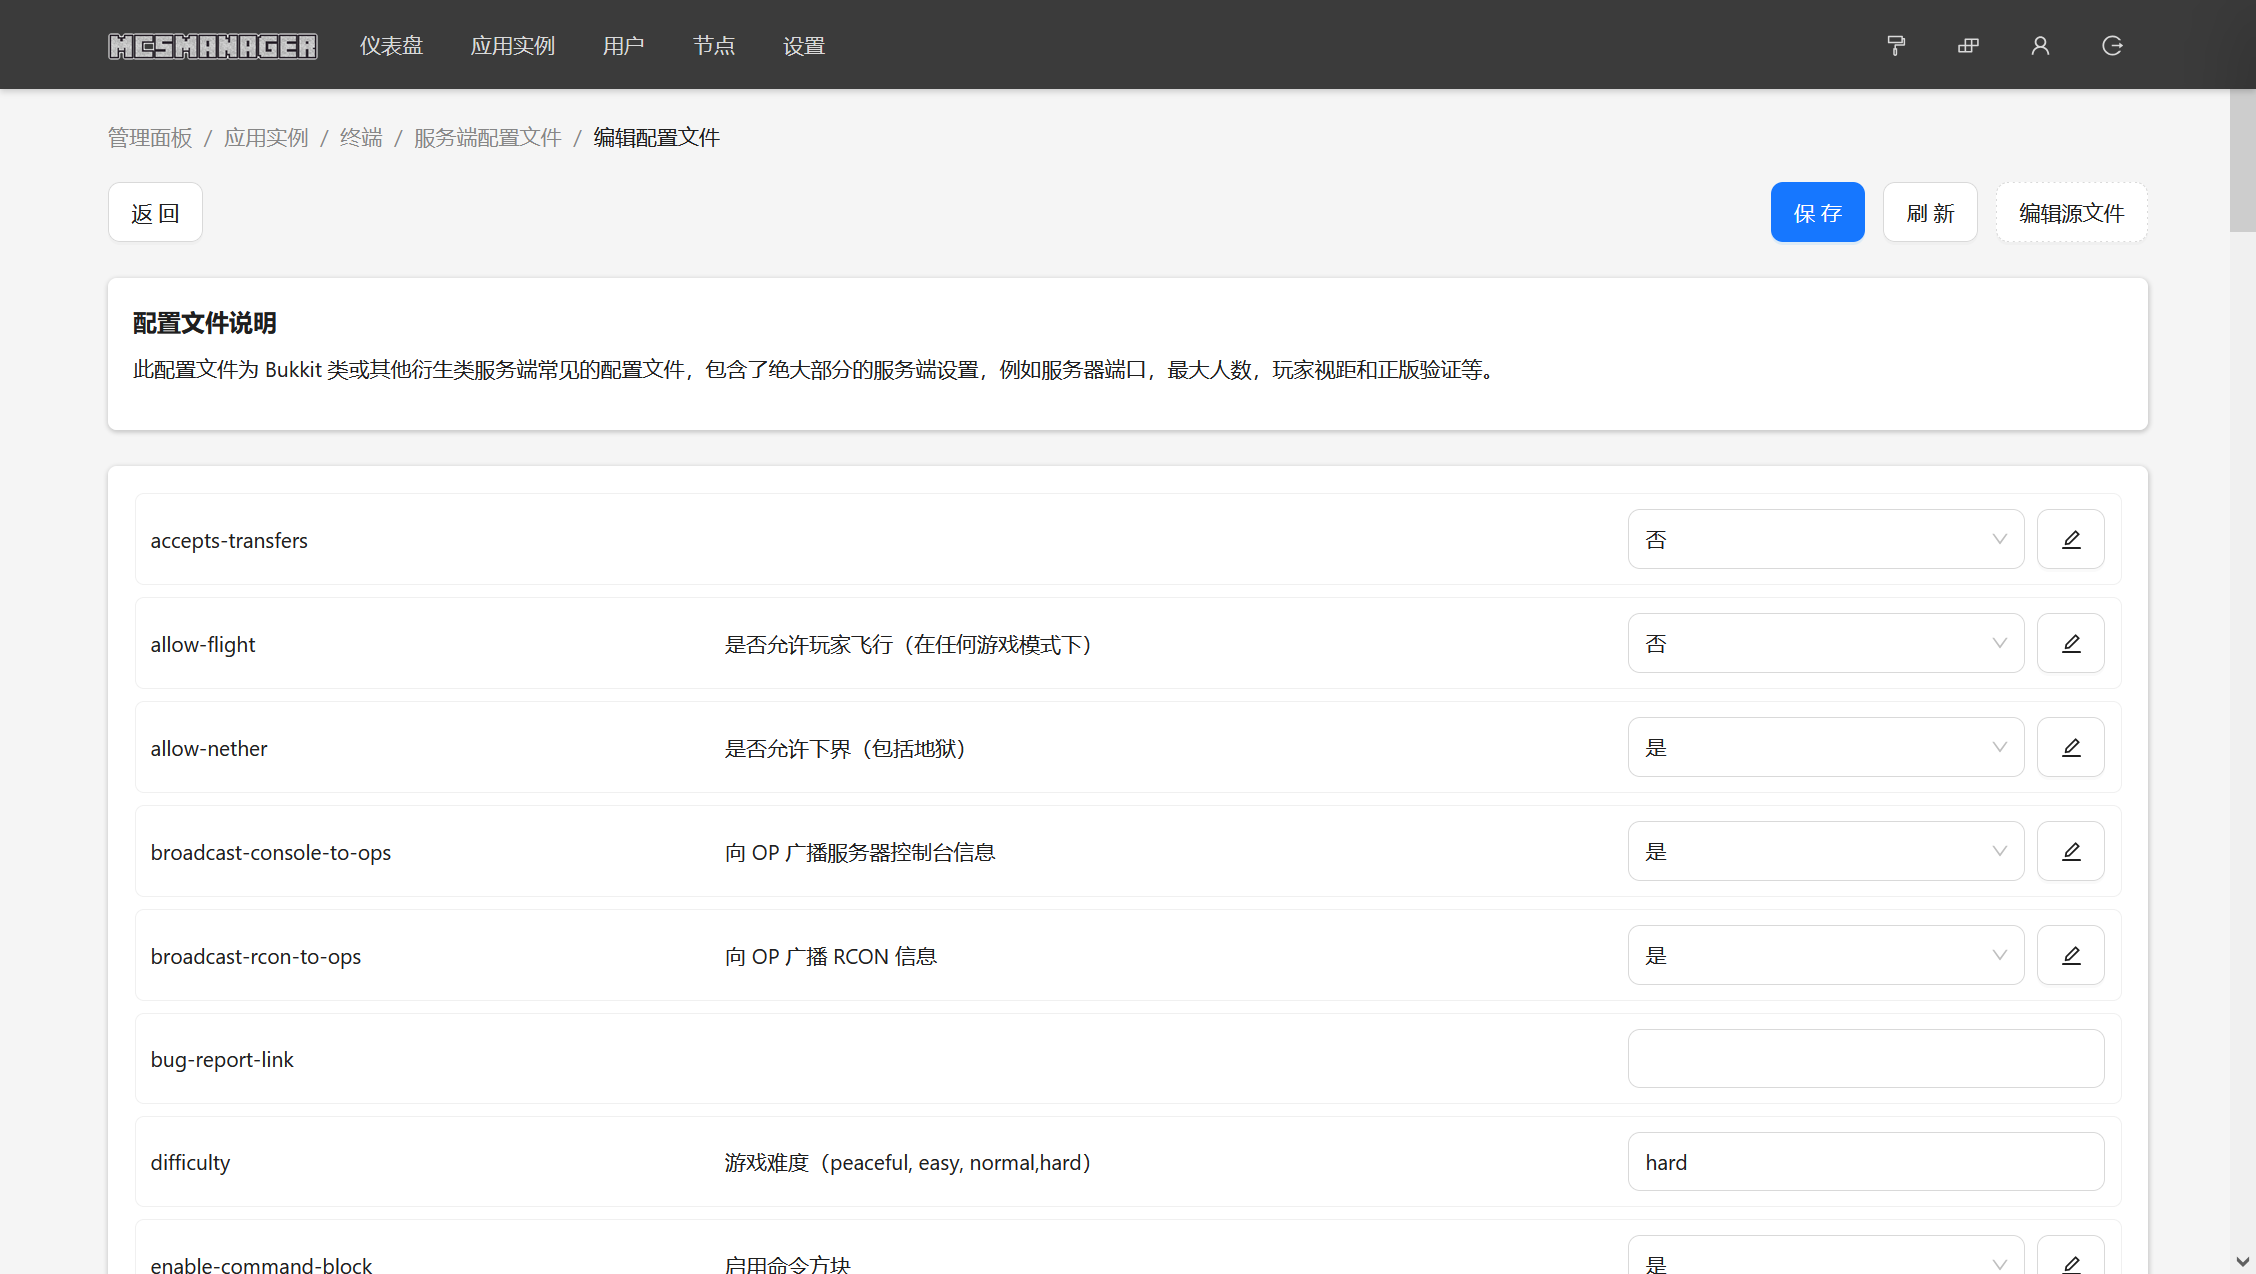 MCSMANAGER 仪表盘 应用实例 用户 节点 设置
管理面板 / 应用实例 / 终端 / 服务端配置文件 / 编辑配置文件
返 回 保 存 刷 新 编辑源文件
配置文件说明
此配置文件为 Bukkit 类或其他衍生类服务端常见的配置文件，包含了绝大部分的服务端设置，例如服务器端口，最大人数，玩家视距和正版验证等。
accepts-transfers 否
allow-flight 是否允许玩家飞行（在任何游戏模式下） 否
allow-nether 是否允许下界（包括地狱） 是
broadcast-console-to-ops 向 OP 广播服务器控制台信息 是
broadcast-rcon-to-ops 向 OP 广播 RCON 信息 是
bug-report-link
difficulty 游戏难度（peaceful, easy, normal,hard） hard
enable-command-block 启用命令方块 是